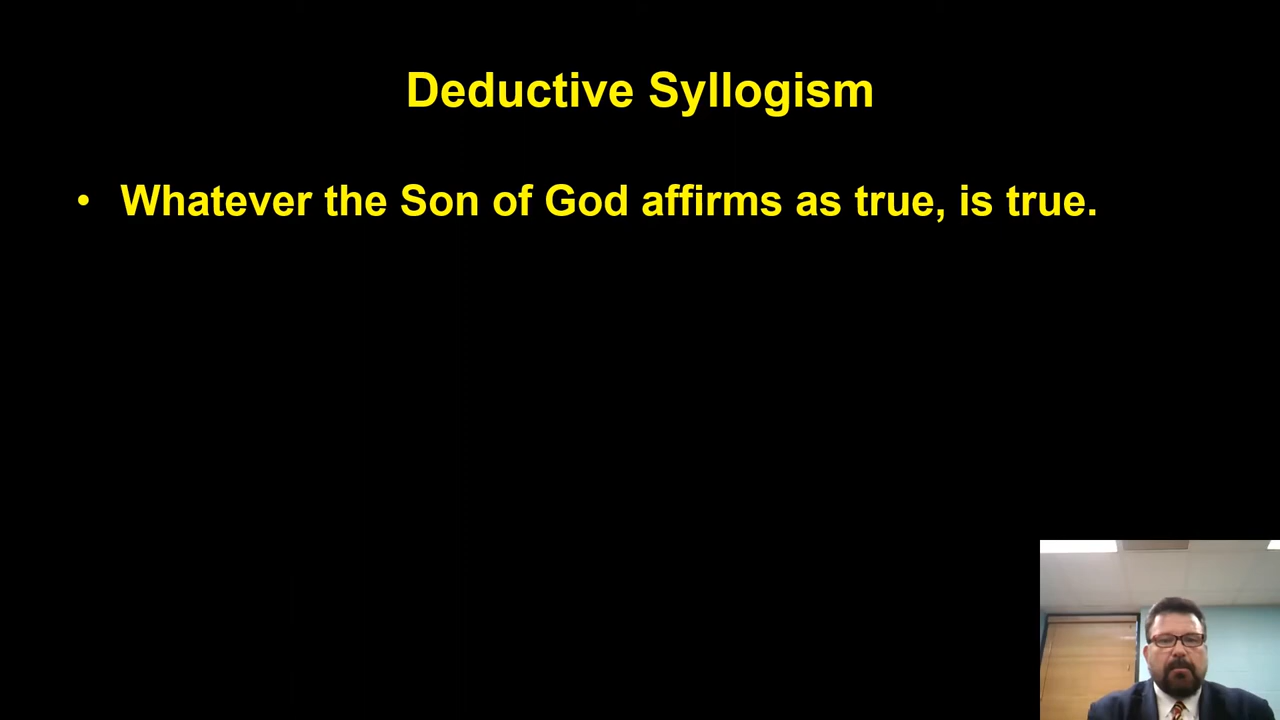 Deductive Syllogism
• Whatever the Son of God affirms as true, is true.